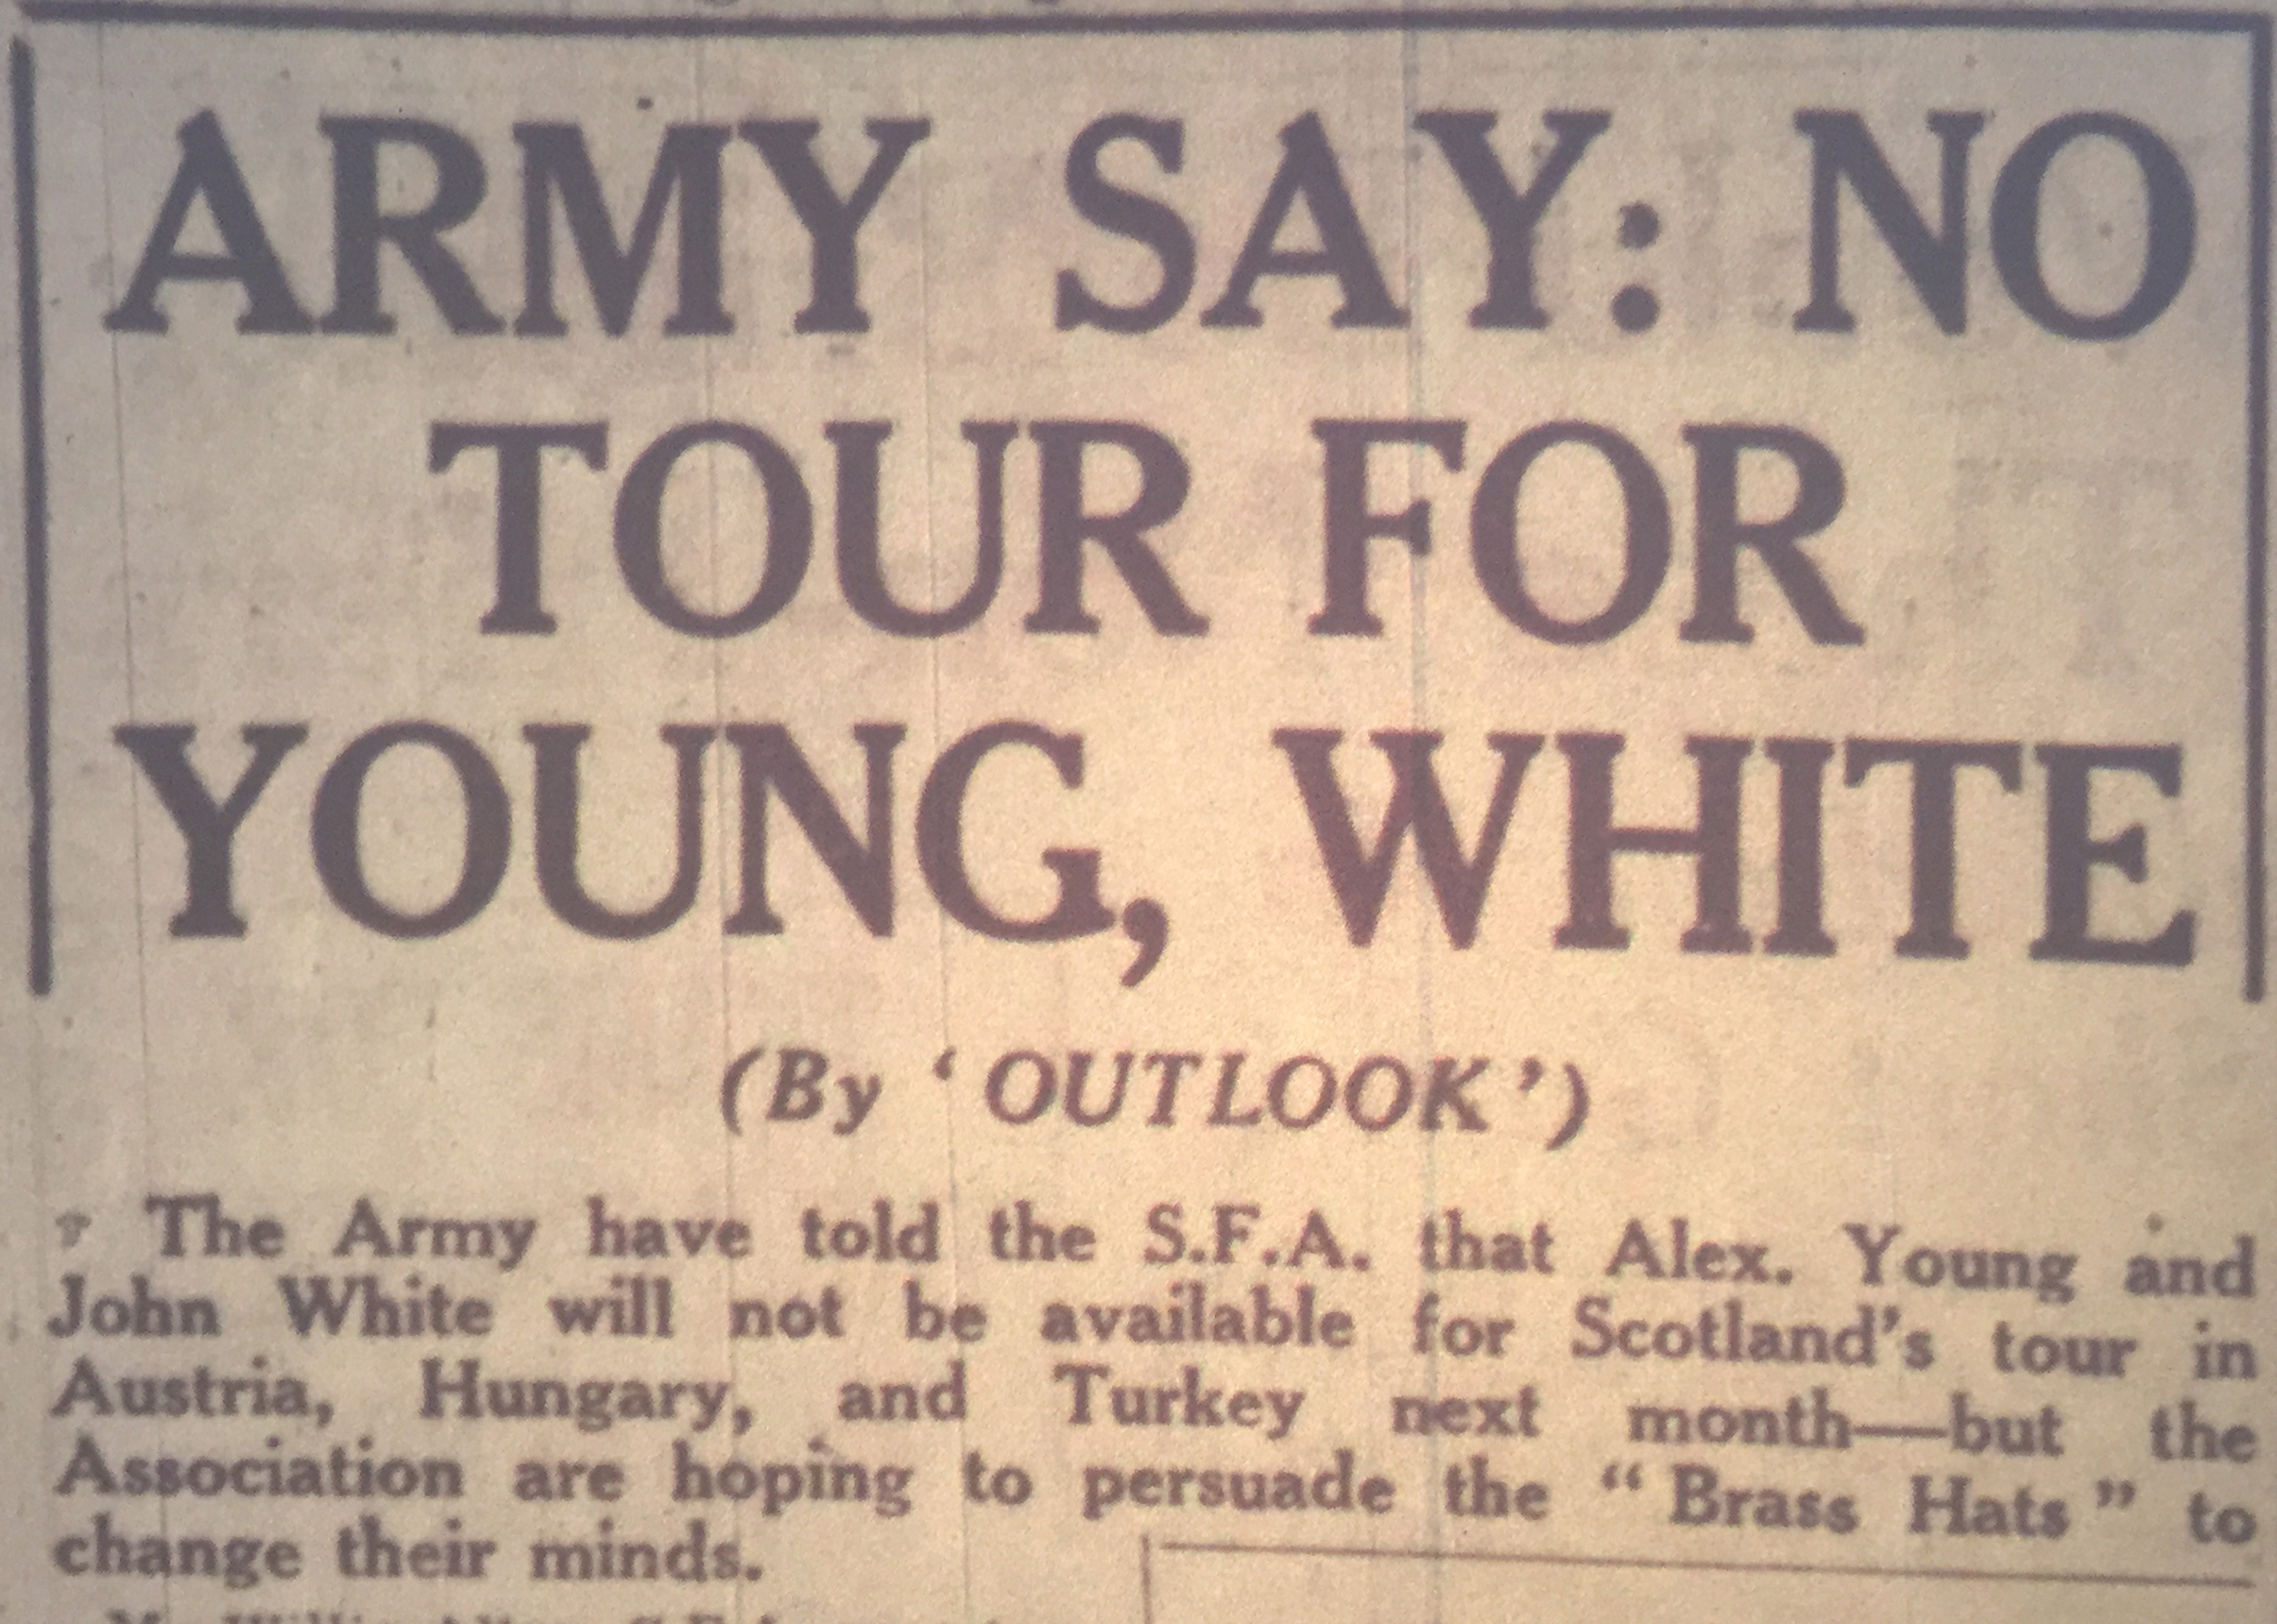 ARMY SAY: NO
TOUR FOR
YOUNG, WHITE
(By ‘OUTLOOK’)
The Army have told the S.F.A. that Alex. Young and
John White will not be available for Scotland’s tour in
Austria, Hungary, and Turkey next month—but the
Association are hoping to persuade the “Brass Hats” to
change their minds.